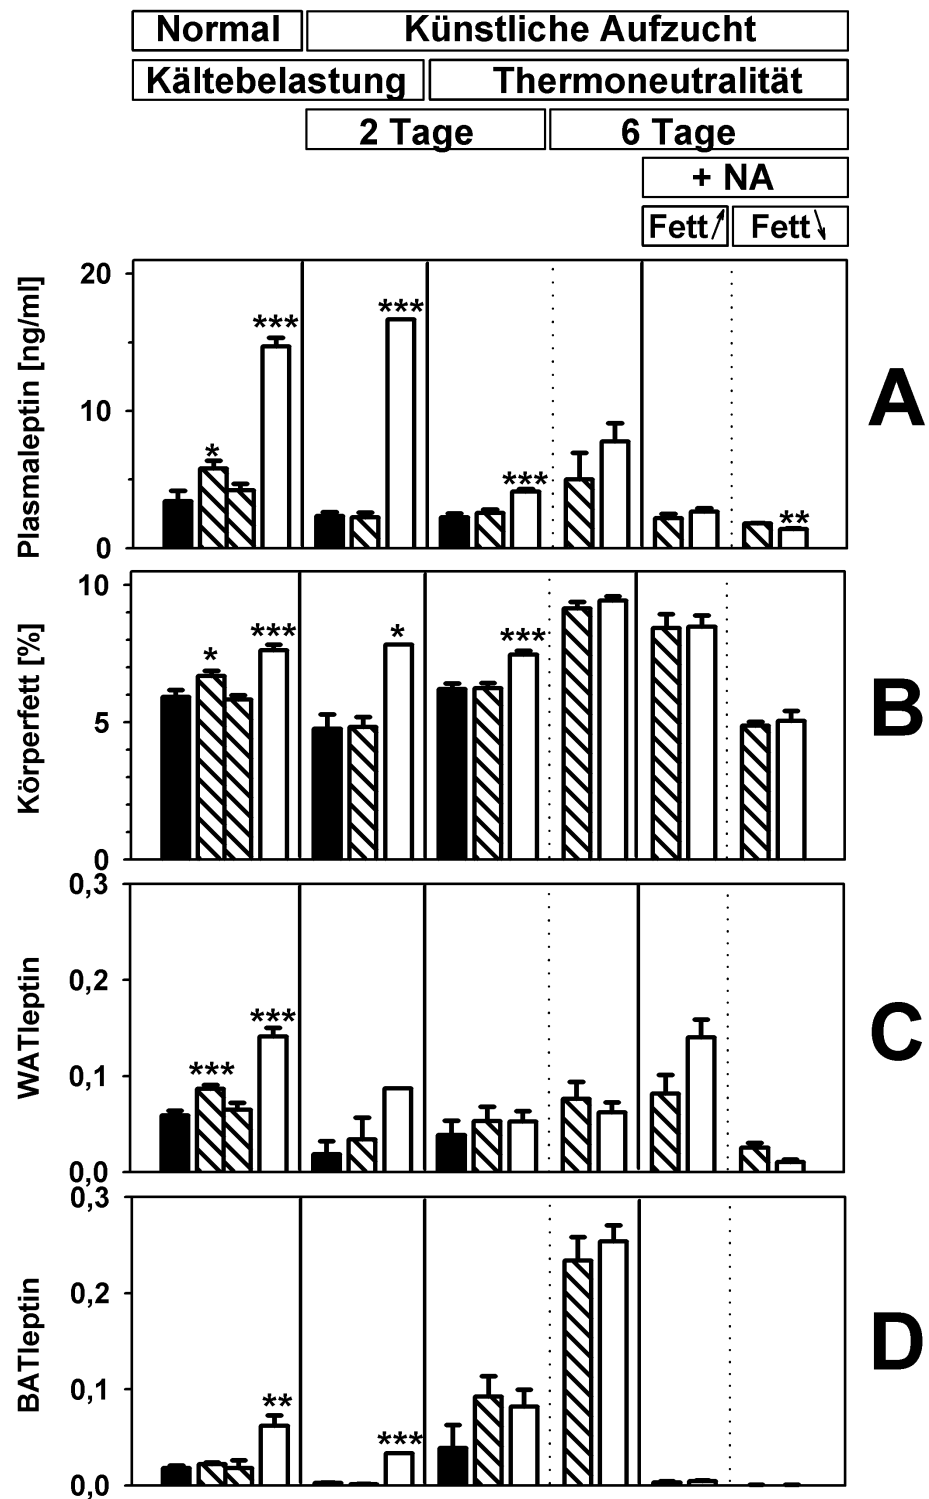 Normal Künstliche Aufzucht
Kältebelastung Thermoneutralität
2 Tage 6 Tage
+ NA
Fett Fett
Plasmaleptin [ng/ml]
20
10
0
***
*
***
***
**
A
Körperfett [%]
10
5
0
*
***
*
***
B
WATleptin
0,3
0,2
0,1
0,0
***
***
C
BATleptin
0,3
0,2
0,1
0,0
**
***
D